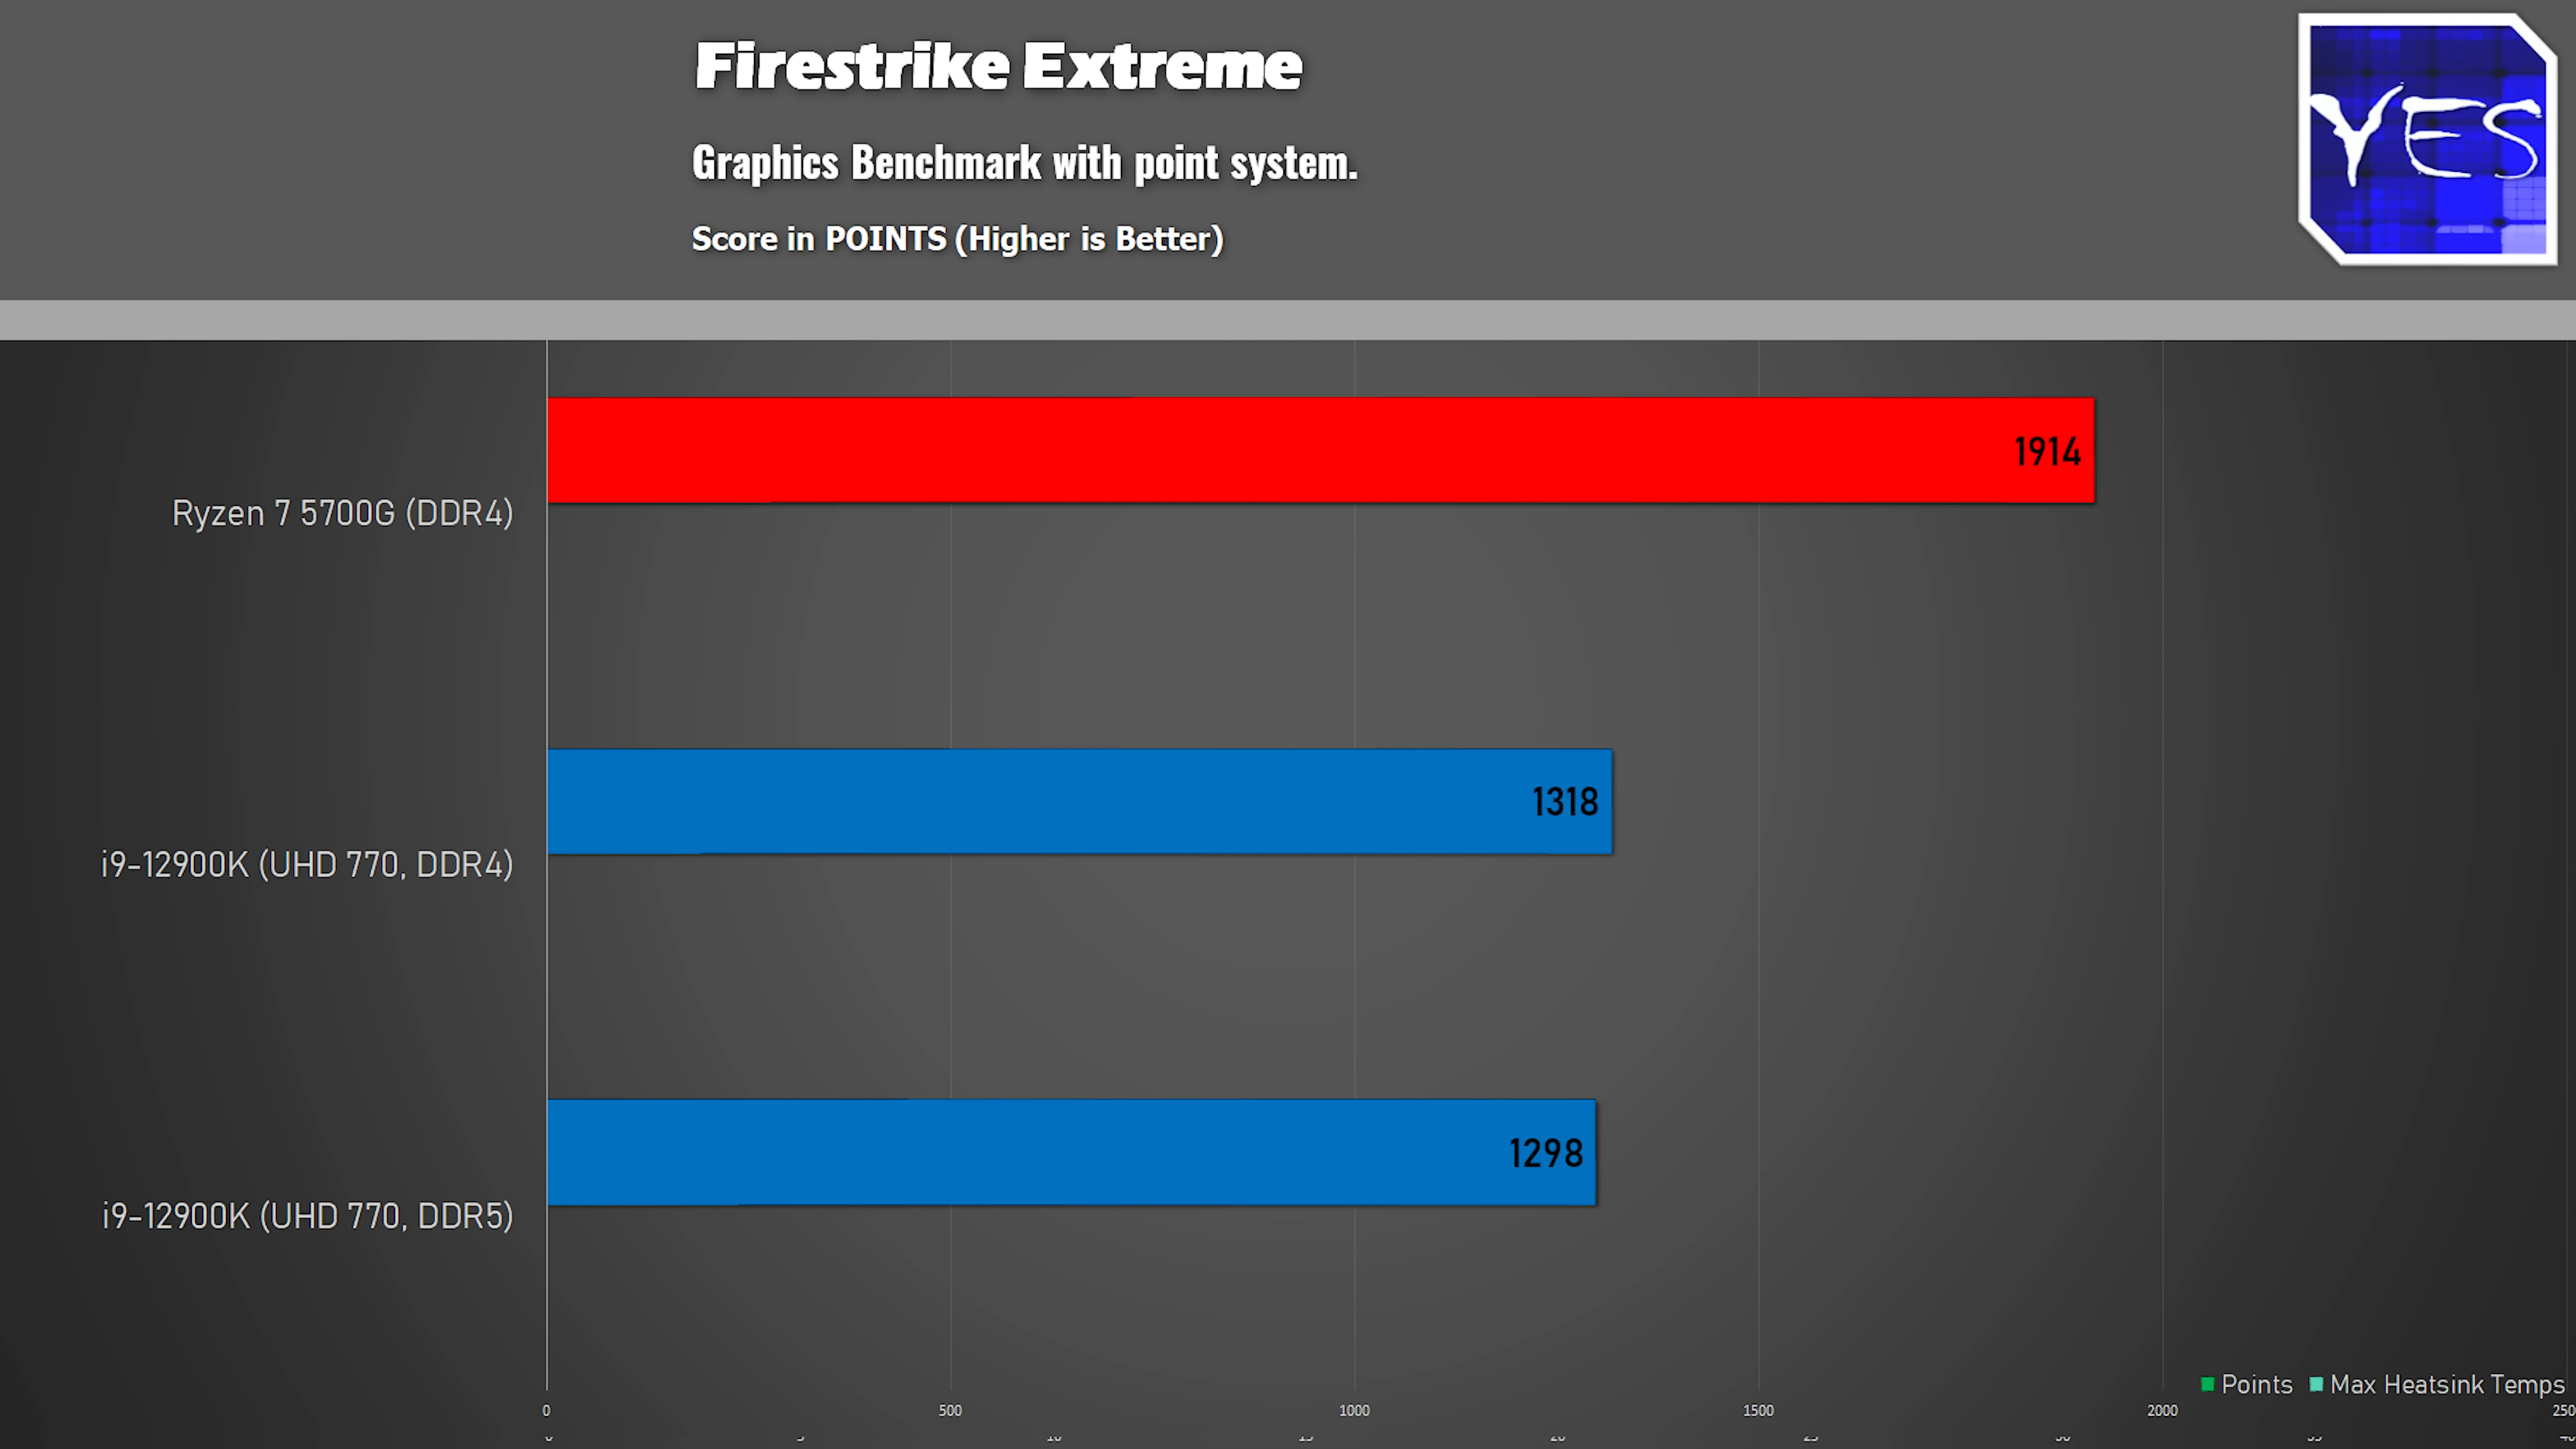 Firestrike Extreme
YES
Graphics Benchmark with point system.
Score in POINTS (Higher is Better)
1914
Ryzen 7 5700G (DDR4)
1318
i9-12900K (UHD 770, DDR4)
1298
i9-12900K (UHD 770, DDR5)
Points Max Heatsink Temps
0 500 1000 1500 2000 250